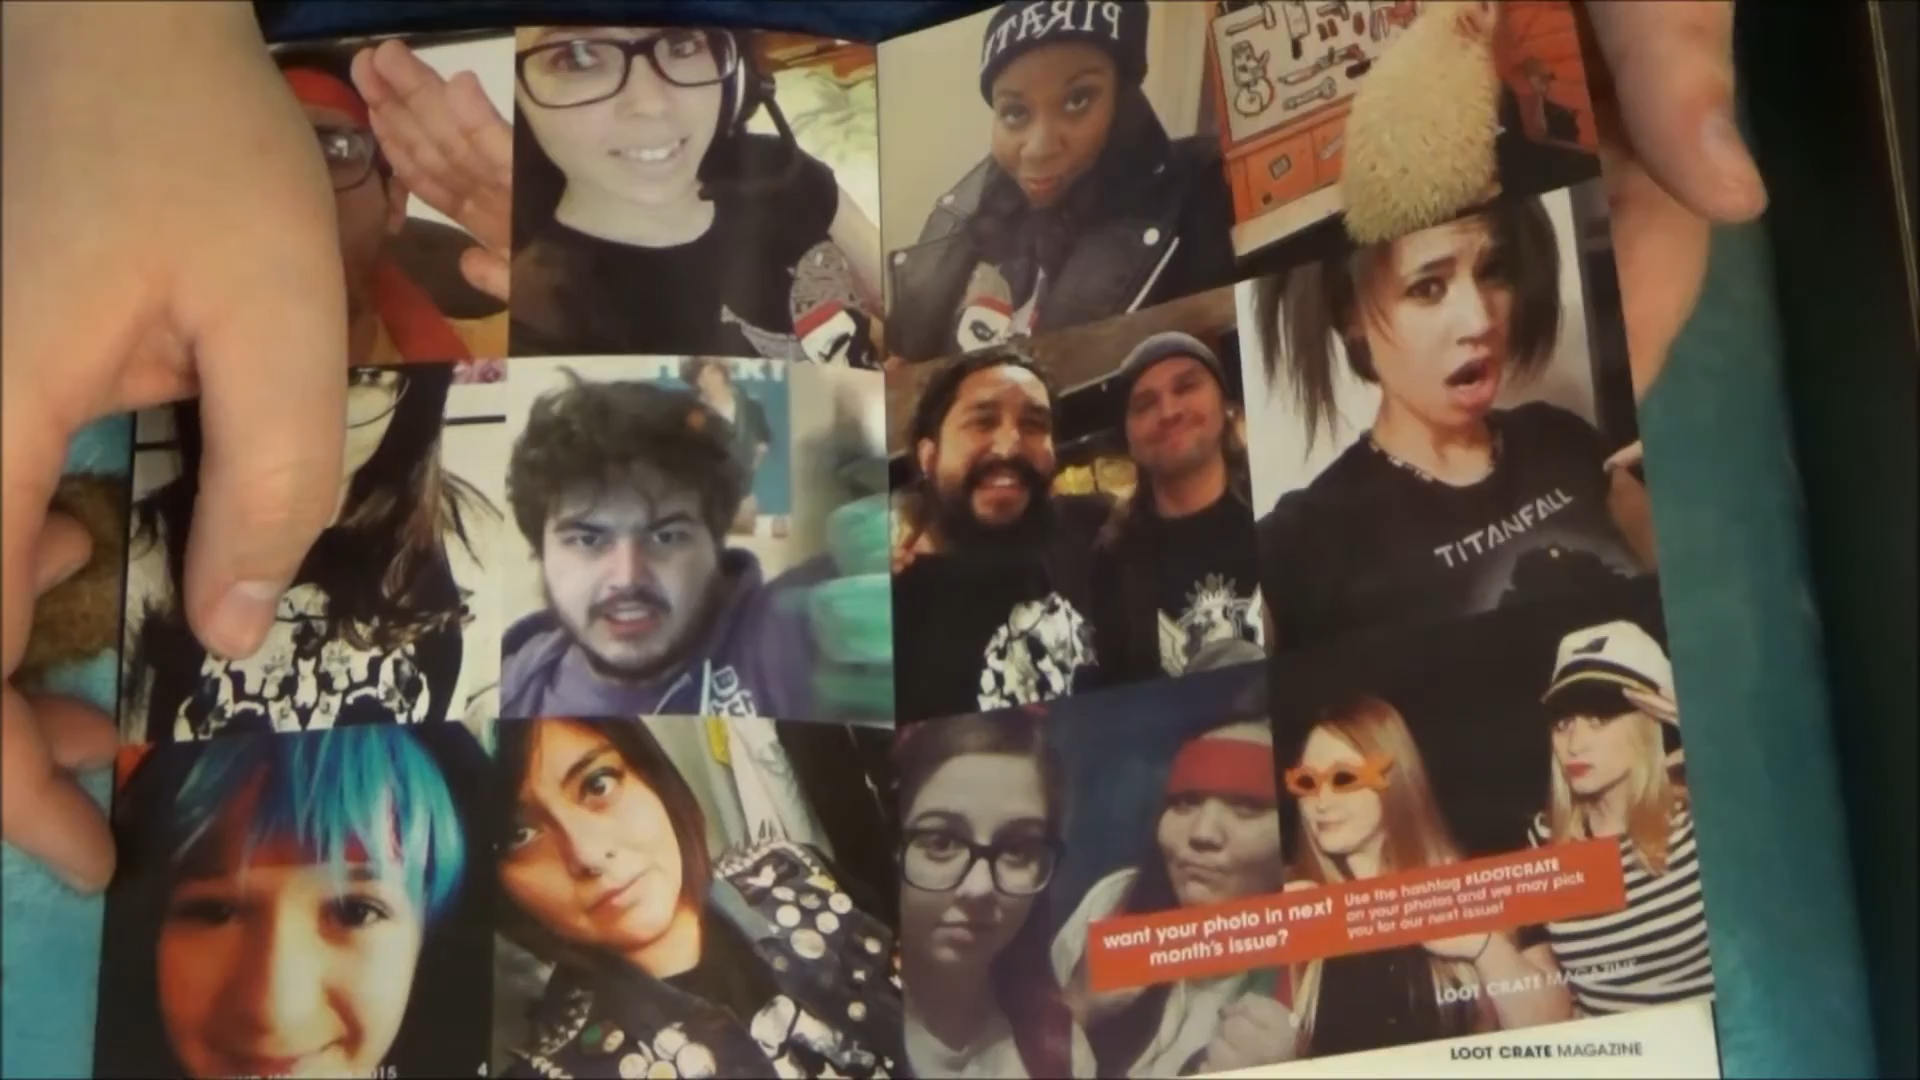 PIRATE
TITANFALL
want your photo in next
month's issue?
Use the hashtag #LOOTCRATE
on your photos and we may pick
you for our next issue!
LOOT CRATE MAGAZINE
LOOT CRATE MAGAZINE
4